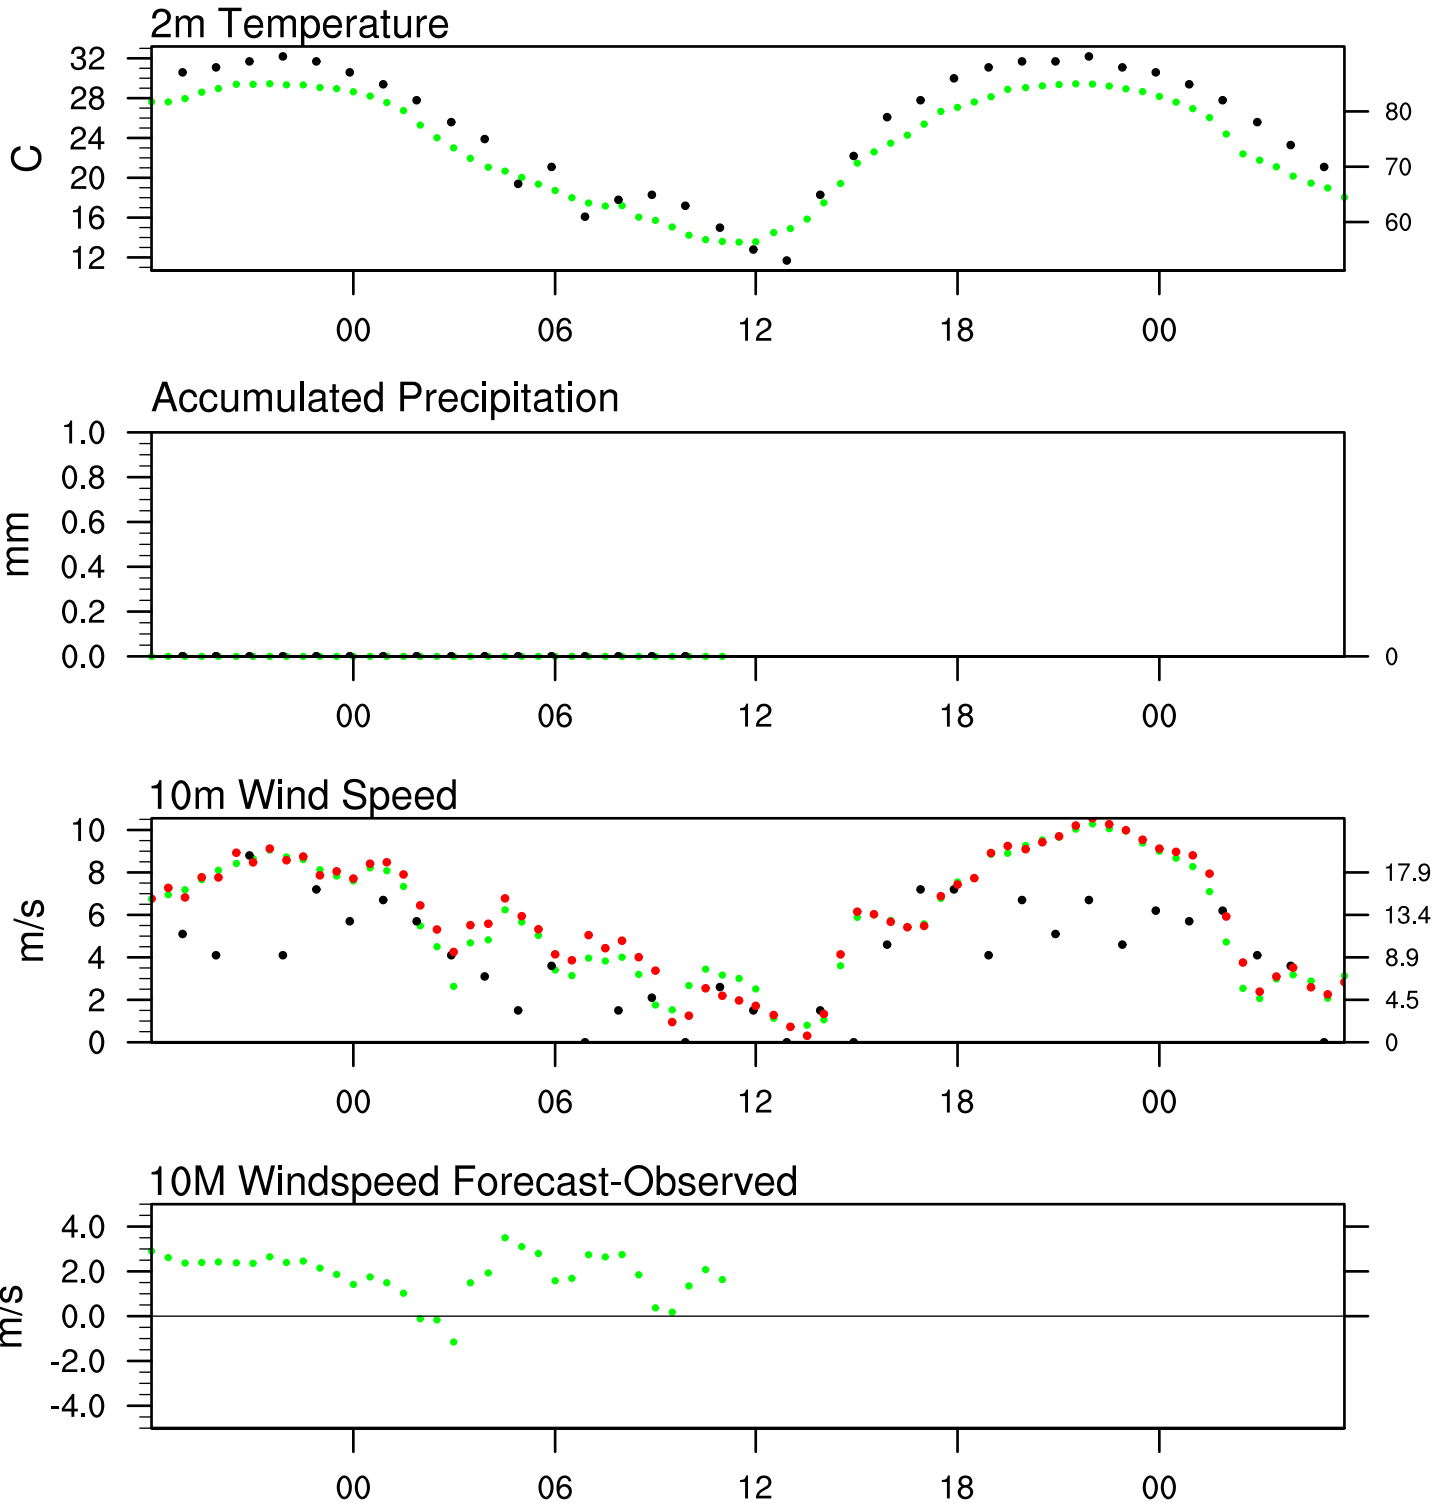 2m Temperature
32
28
24
20
16
12
C
80
70
60
00 06 12 18 00
Accumulated Precipitation
1.0
0.8
0.6
0.4
0.2
0.0
mm
0
00 06 12 18 00
10m Wind Speed
10
8
6
4
2
0
m/s
17.9
13.4
8.9
4.5
0
00 06 12 18 00
10M Windspeed Forecast-Observed
4.0
2.0
0.0
-2.0
-4.0
m/s
00 06 12 18 00